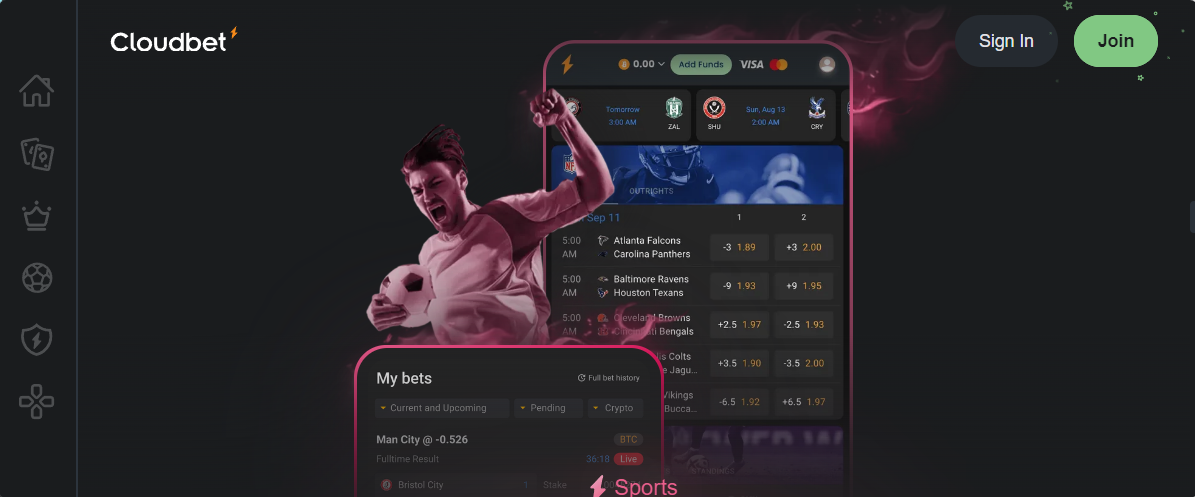 Cloudbet
Sign In
Join
0.00
Add Funds
VISA
Tomorrow
3:00 AM
ZAL
SHU
Sun, Aug 13
2:00 AM
CRY
OUTRIGHTS
Sep 11
1
2
5:00
AM
Atlanta Falcons
Carolina Panthers
-3 1.89
+3 2.00
5:00
AM
Baltimore Ravens
Houston Texans
-9 1.93
+9 1.95
5:00
AM
Cleveland Browns
Cincinnati Bengals
+2.5 1.97
-2.5 1.93
lis Colts
e Jagu...
+3.5 1.90
-3.5 2.00
Vikings
Bucca...
-6.5 1.92
+6.5 1.97
My bets
Full bet history
Current and Upcoming
Pending
Crypto
Man City @ -0.526
BTC
Fulltime Result
36:18
Live
Bristol City
1
Stake
Sports